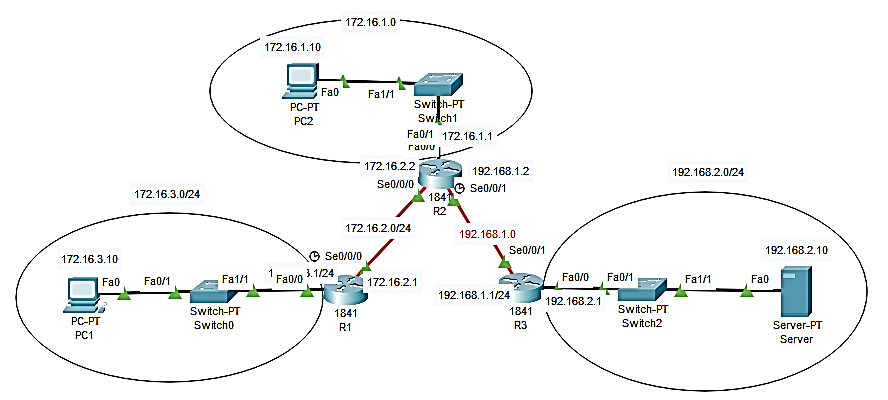 172.16.1.0
172.16.1.10
Fa0
Fa1/1
PC-PT
PC2
Switch-PT
Switch1
Fa0/1
172.16.1.1
Fa0/0
172.16.2.2
192.168.1.2
Se0/0/0
Se0/0/1
1841
R2
192.168.2.0/24
172.16.3.0/24
172.16.2.0/24
192.168.1.0
192.168.2.10
172.16.3.10
Se0/0/0
Se0/0/1
Fa0
Fa0/1
Fa1/1
Fa0/0
3.1/24
172.16.2.1
Fa0/0
Fa0/1
Fa1/1
Fa0
192.168.1.1/24
192.168.2.1
PC-PT
PC1
Switch-PT
Switch0
1841
R1
1841
R3
Switch-PT
Switch2
Server-PT
Server